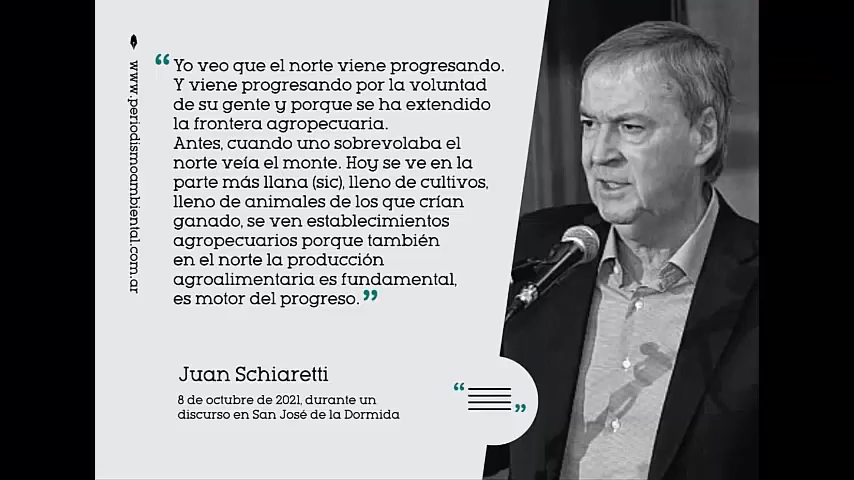 www.periodismoambiental.com.ar
“Yo veo que el norte viene progresando.
Y viene progresando por la voluntad
de su gente y porque se ha extendido
la frontera agropecuaria.
Antes, cuando uno sobrevolaba el
norte veía el monte. Hoy se ve en la
parte más llana (sic), lleno de cultivos,
lleno de animales de los que crían
ganado, se ven establecimientos
agropecuarios porque también
en el norte la producción
agroalimentaria es fundamental,
es motor del progreso.”
Juan Schiaretti
8 de octubre de 2021, durante un
discurso en San José de la Dormida